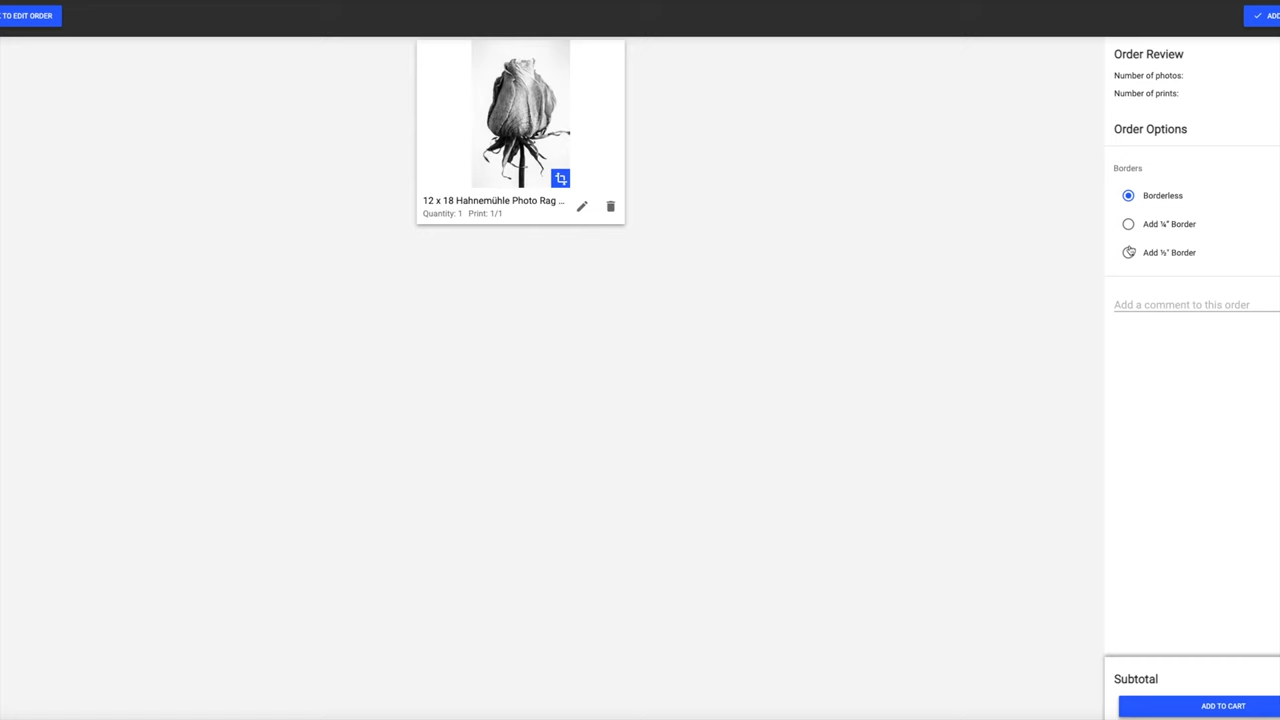 TO EDIT ORDER
ADD
12 x 18 Hahnemühle Photo Rag ...
Quantity: 1 Print: 1/1
Order Review
Number of photos:
Number of prints:
Order Options
Borders
Borderless
Add ¼" Border
Add ½" Border
Add a comment to this order
Subtotal
ADD TO CART